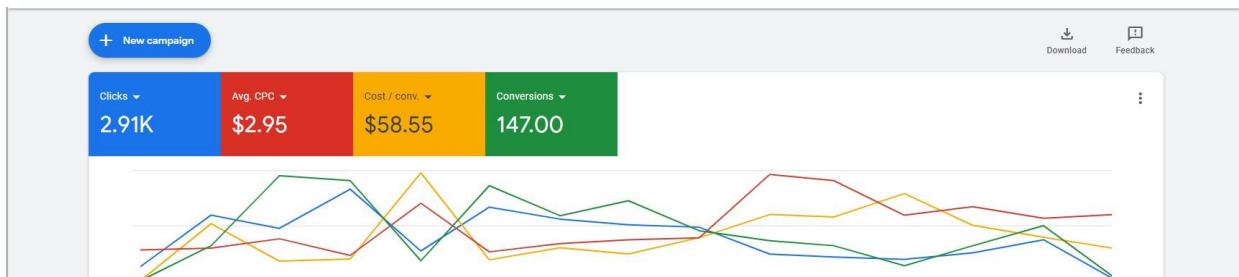 + New campaign
Download
Feedback
Clicks
Avg. CPC
Cost / conv.
Conversions
2.91K
$2.95
$58.55
147.00